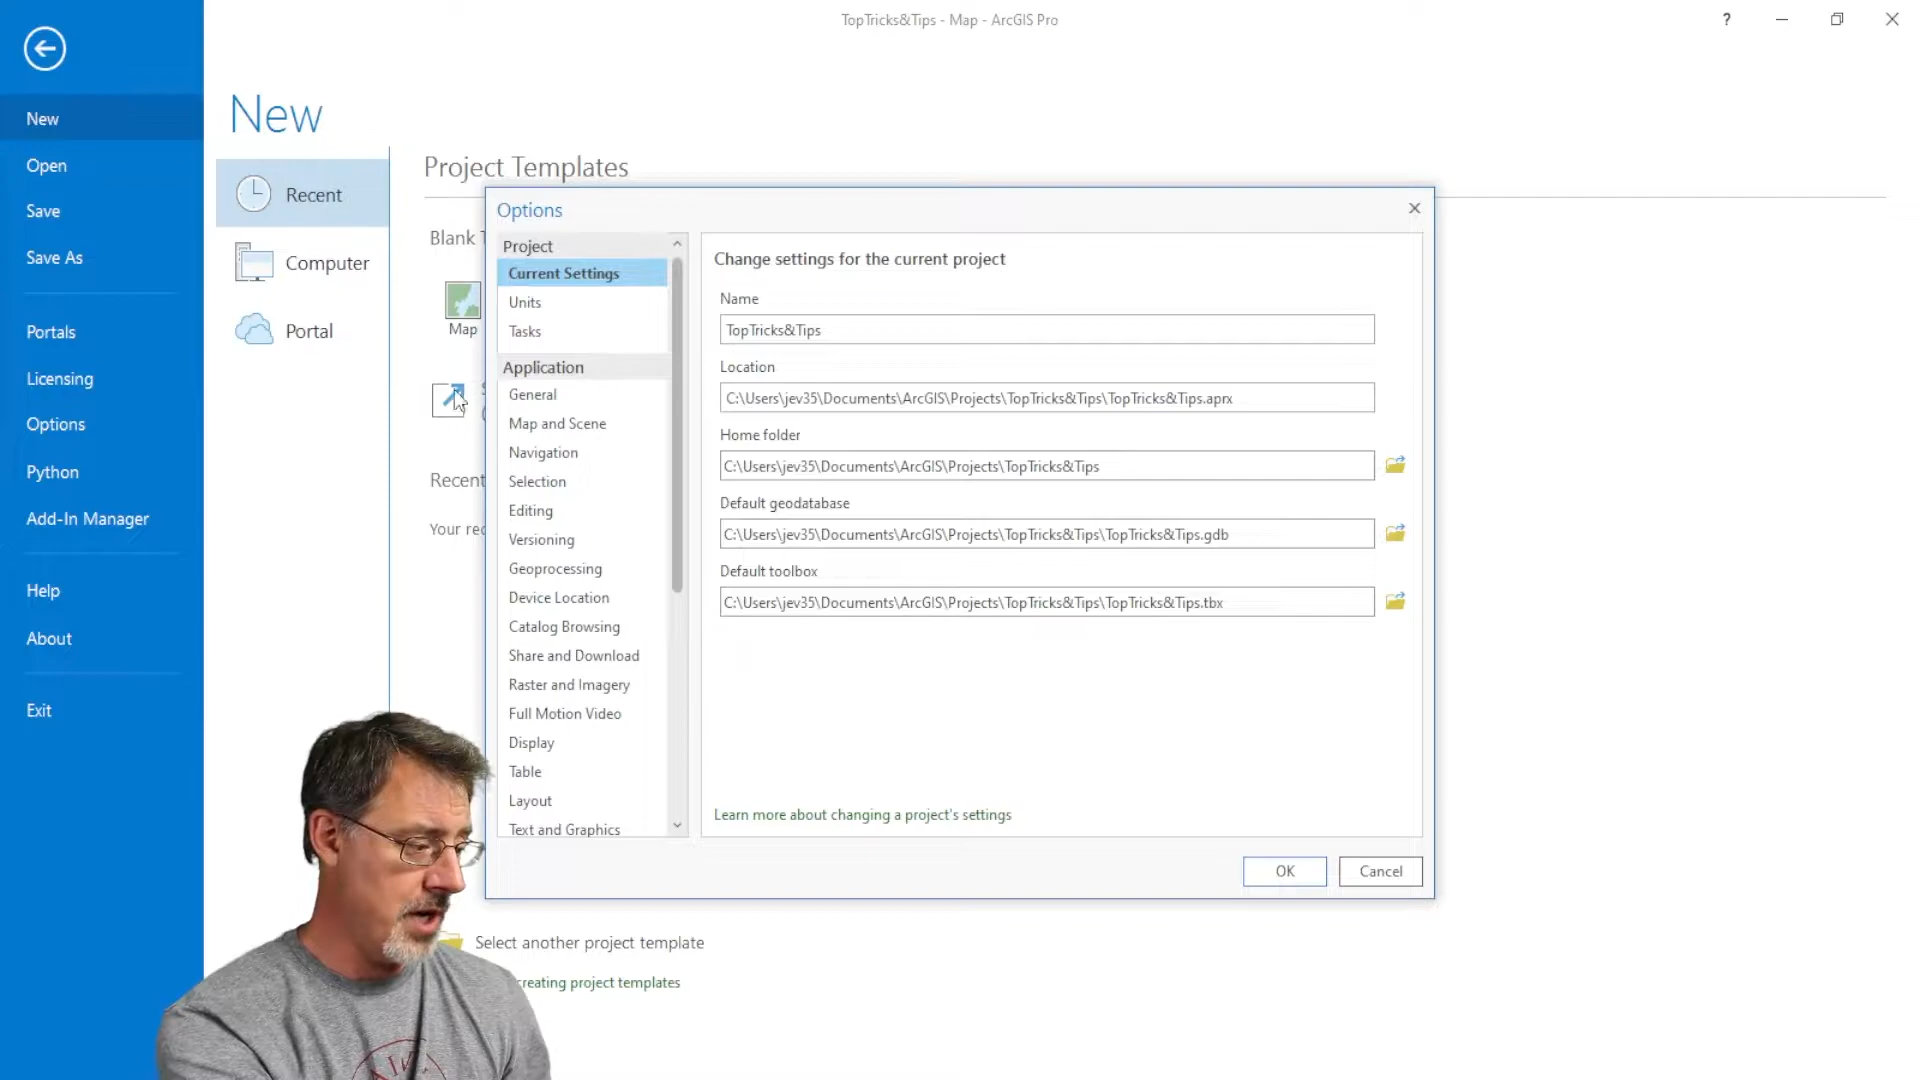 TopTricks&Tips - Map - ArcGIS Pro
?
New
Open
Save
Save As
Portals
Licensing
Options
Python
Add-In Manager
Help
About
Exit
New
Recent
Computer
Portal
Project Templates
Blank
Map
Recent
Your
Select another project template
creating project templates
Options
Project
Current Settings
Units
Tasks
Application
General
Map and Scene
Navigation
Selection
Editing
Versioning
Geoprocessing
Device Location
Catalog Browsing
Share and Download
Raster and Imagery
Full Motion Video
Display
Table
Layout
Text and Graphics
Change settings for the current project
Name
TopTricks&Tips
Location
C:\Users\jev35\Documents\ArcGIS\Projects\TopTricks&Tips\TopTricks&Tips.aprx
Home folder
C:\Users\jev35\Documents\ArcGIS\Projects\TopTricks&Tips
Default geodatabase
C:\Users\jev35\Documents\ArcGIS\Projects\TopTricks&Tips\TopTricks&Tips.gdb
Default toolbox
C:\Users\jev35\Documents\ArcGIS\Projects\TopTricks&Tips\TopTricks&Tips.tbx
Learn more about changing a project's settings
OK
Cancel